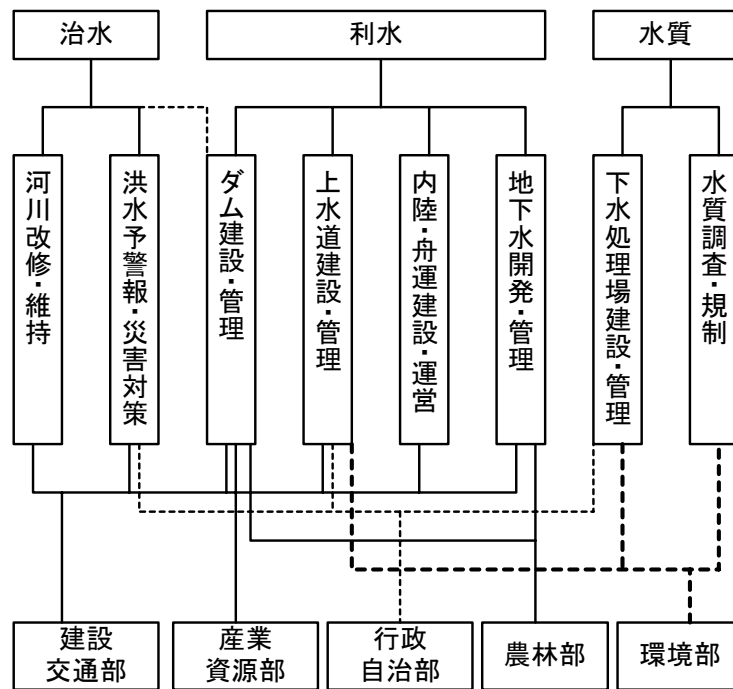 治水
利水
水質
河川改修・維持
洪水予警報・災害対策
ダム建設・管理
上水道建設・管理
内陸・舟運建設・運営
地下水開発・管理
下水処理場建設・管理
水質調査・規制
建設
交通部
産業
資源部
行政
自治部
農林部
環境部